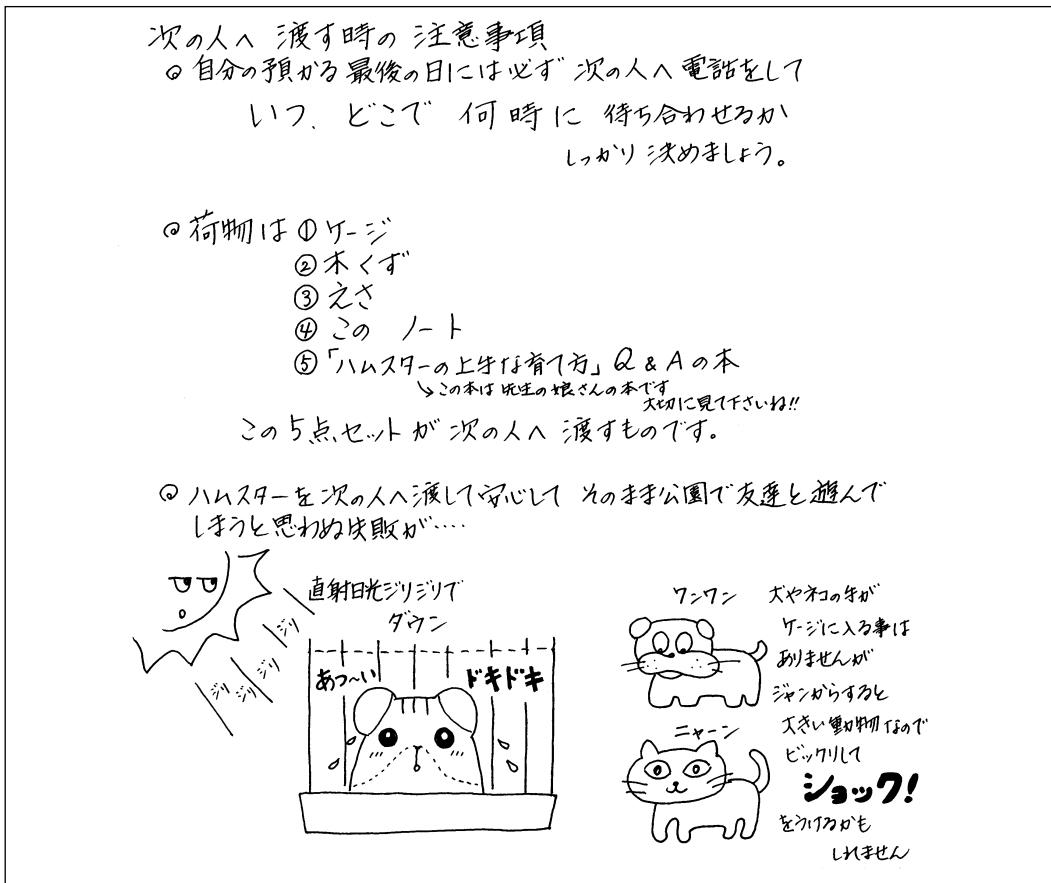 次の人へ 渡す時の 注意事項
◎ 自分の預かる最後の日には必ず 次の人へ 電話をして
いつ、どこで 何時に 待ち合わせるか
しっかり決めましょう。
◎ 荷物は ① ケージ
② 木くず
③ えさ
④ この ノート
⑤「ハムスターの上手な育て方」Q & A の本
↳ この本は 先生の娘さんの本です
大切に見て下さいね!!
この5点セットが 次の人へ 渡すものです。
◎ ハムスターを次の人へ渡して安心して そのまま公園で友達と遊んで
しまうと思わぬ失敗が‥‥
直射日光ジリジリで
ダウン
ジリ
ジリ
ジリ
ジリ
ジリ
あつ〜い
ドキドキ
ワンワン
犬やネコの手が
ケージに入る事は
ありませんが
ジャンからすると
大きい動物なので
ビックリして
ショック!
をうけるかも
しれません
ニャーン